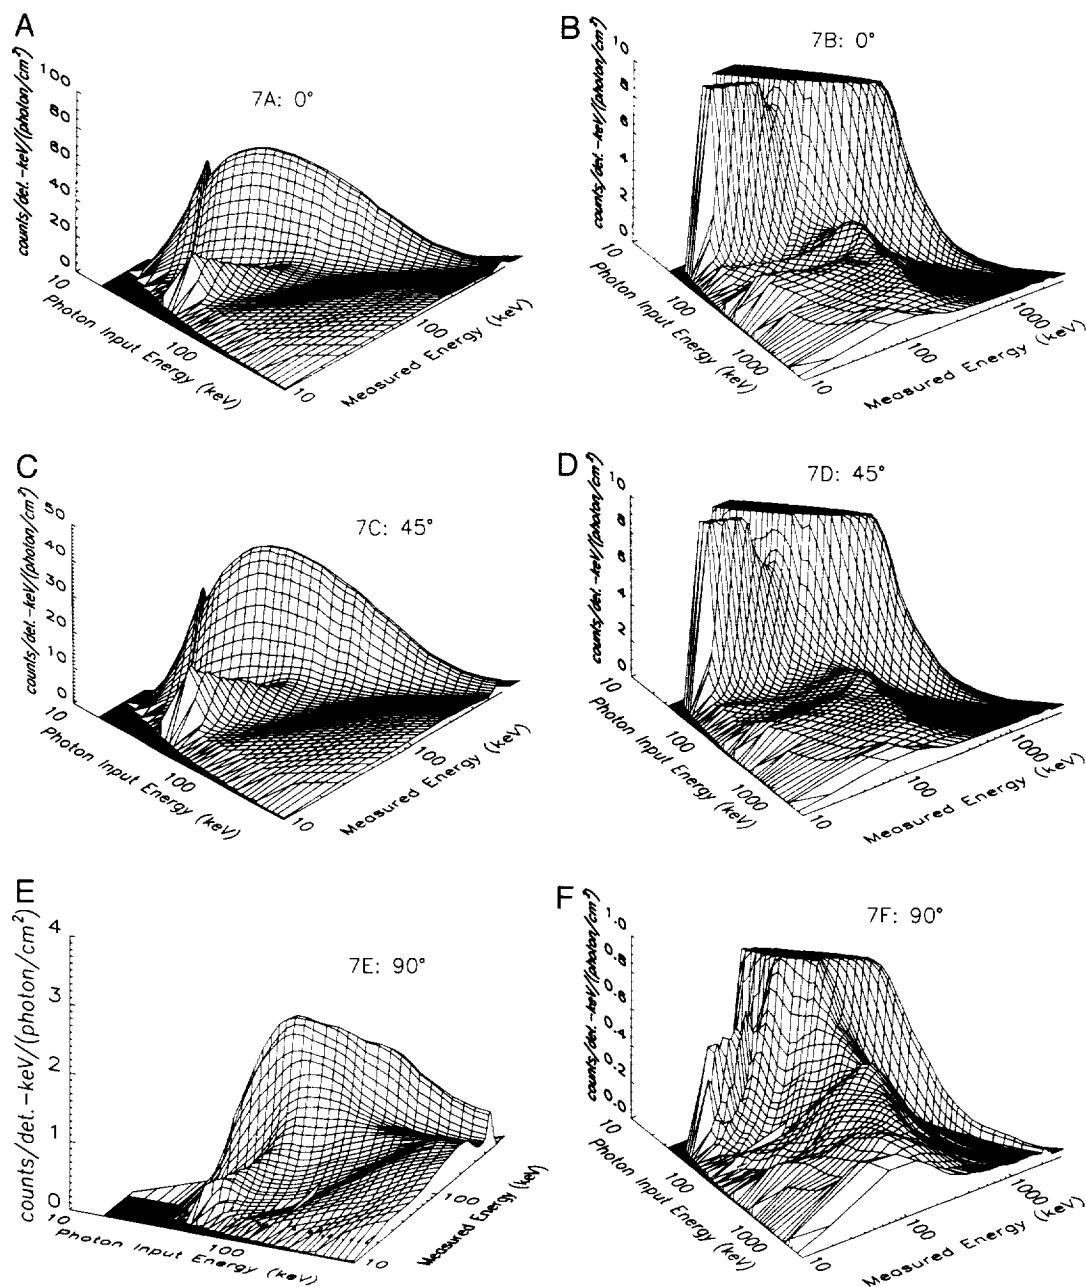 A
7A: 0°
counts/det.-keV/(photon/cm²)
100
80
60
40
20
0
10
100
Photon Input Energy (keV)
10
100
Measured Energy (keV)
B
7B: 0°
counts/det.-keV/(photon/cm²)
10
8
6
4
2
0
10
100
1000
Photon Input Energy (keV)
10
100
1000
Measured Energy (keV)
C
7C: 45°
counts/det.-keV/(photon/cm²)
50
40
30
20
10
0
10
100
Photon Input Energy (keV)
10
100
Measured Energy (keV)
D
7D: 45°
counts/det.-keV/(photon/cm²)
10
8
6
4
2
0
10
100
1000
Photon Input Energy (keV)
10
100
1000
Measured Energy (keV)
E
7E: 90°
counts/det.-keV/(photon/cm²)
4
3
2
1
0
10
100
Photon Input Energy (keV)
10
100
Measured Energy (keV)
F
7F: 90°
counts/det.-keV/(photon/cm²)
1.0
0.8
0.6
0.4
0.2
0.0
10
100
1000
Photon Input Energy (keV)
10
100
1000
Measured Energy (keV)